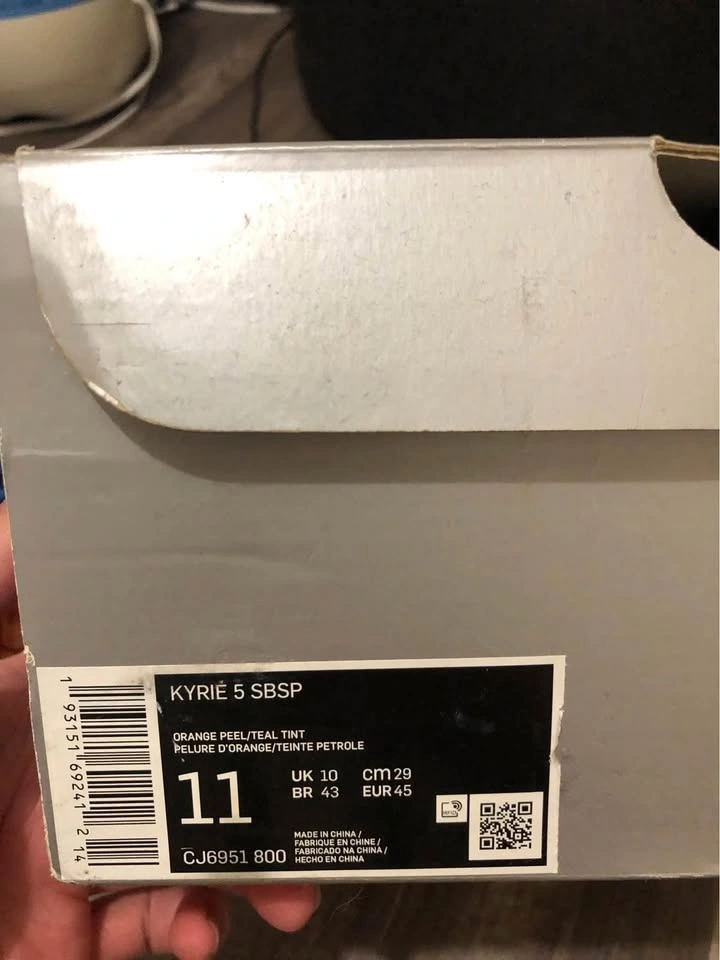 KYRIE 5 SBSP
ORANGE PEEL/TEAL TINT
PELURE D'ORANGE/TEINTE PETROLE
11
UK 10 cm 29
BR 43 EUR 45
CJ6951 800
MADE IN CHINA /
FABRIQUE EN CHINE /
FABRICADO NA CHINA /
HECHO EN CHINA
RFID
1 93151 69241 2 14